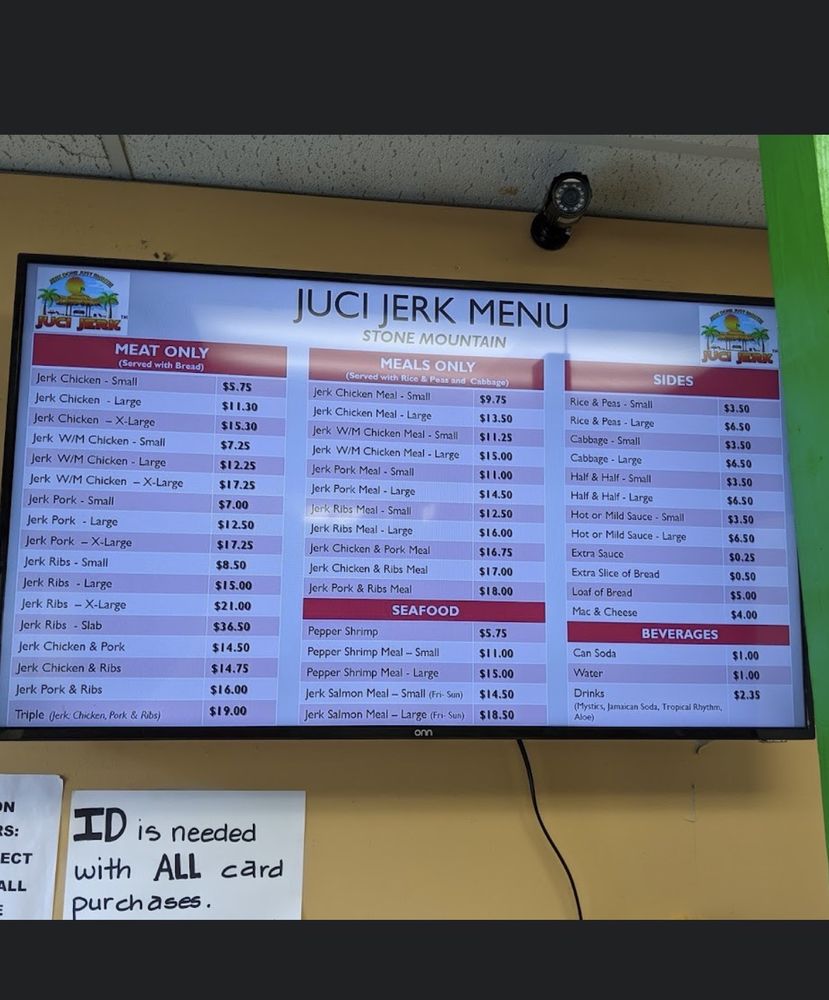 JERK DONE JUST RIGHT
JUCI JERK
TM
JUCI JERK MENU
STONE MOUNTAIN
JUCI JERK
TM
MEAT ONLY
(Served with Bread)
Jerk Chicken - Small $5.75
Jerk Chicken - Large $11.30
Jerk Chicken – X-Large $15.30
Jerk W/M Chicken - Small $7.25
Jerk W/M Chicken - Large $12.25
Jerk W/M Chicken – X-Large $17.25
Jerk Pork - Small $7.00
Jerk Pork - Large $12.50
Jerk Pork – X-Large $17.25
Jerk Ribs - Small $8.50
Jerk Ribs - Large $15.00
Jerk Ribs – X-Large $21.00
Jerk Ribs - Slab $36.50
Jerk Chicken & Pork $14.50
Jerk Chicken & Ribs $14.75
Jerk Pork & Ribs $16.00
Triple (Jerk, Chicken, Pork & Ribs) $19.00
MEALS ONLY
(Served with Rice & Peas and Cabbage)
Jerk Chicken Meal - Small $9.75
Jerk Chicken Meal - Large $13.50
Jerk W/M Chicken Meal - Small $11.25
Jerk W/M Chicken Meal - Large $15.00
Jerk Pork Meal - Small $11.00
Jerk Pork Meal - Large $14.50
Jerk Ribs Meal - Small $12.50
Jerk Ribs Meal - Large $16.00
Jerk Chicken & Pork Meal $16.75
Jerk Chicken & Ribs Meal $17.00
Jerk Pork & Ribs Meal $18.00
SEAFOOD
Pepper Shrimp $5.75
Pepper Shrimp Meal – Small $11.00
Pepper Shrimp Meal - Large $15.00
Jerk Salmon Meal – Small (Fri- Sun) $14.50
Jerk Salmon Meal – Large (Fri- Sun) $18.50
SIDES
Rice & Peas - Small $3.50
Rice & Peas - Large $6.50
Cabbage - Small $3.50
Cabbage - Large $6.50
Half & Half - Small $3.50
Half & Half - Large $6.50
Hot or Mild Sauce - Small $3.50
Hot or Mild Sauce - Large $6.50
Extra Sauce $0.25
Extra Slice of Bread $0.50
Loaf of Bread $5.00
Mac & Cheese $4.00
BEVERAGES
Can Soda $1.00
Water $1.00
Drinks $2.35
(Mystics, Jamaican Soda, Tropical Rhythm,
Aloe)
onn
ON
RS:
ECT
ALL
E
ID is needed
with ALL card
purchases.